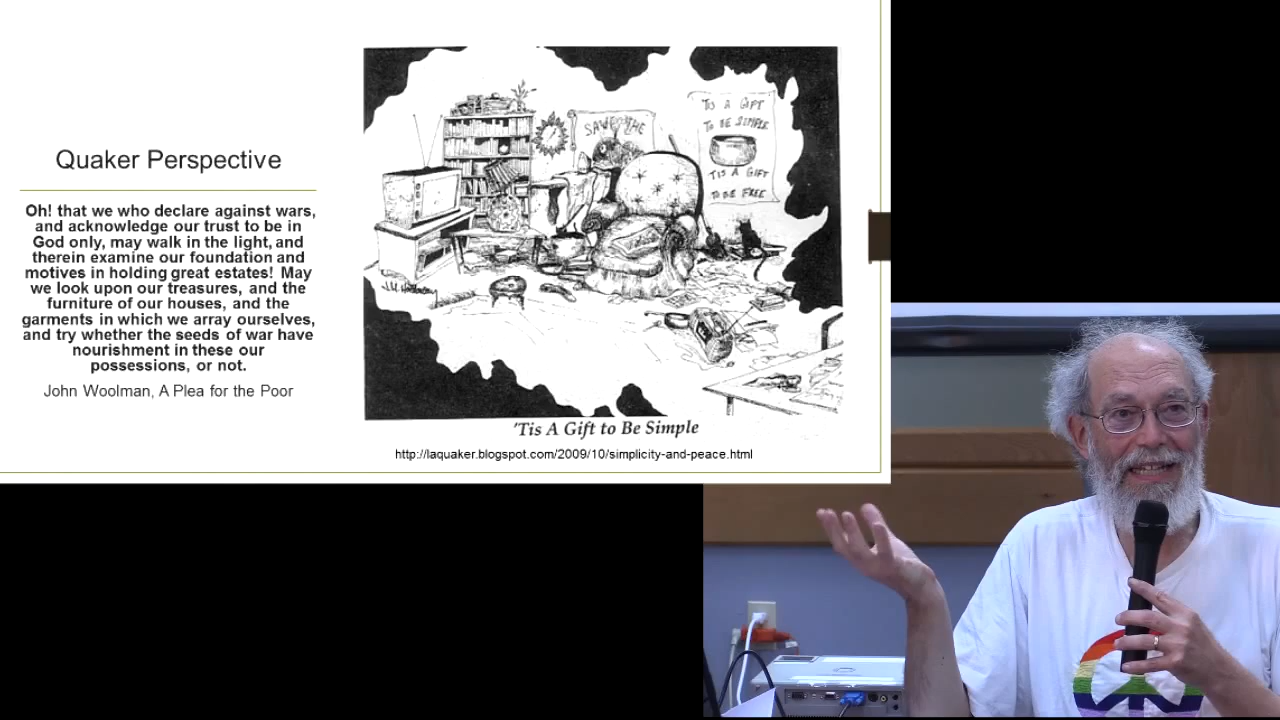 Quaker Perspective
Oh! that we who declare against wars,
and acknowledge our trust to be in
God only, may walk in the light, and
therein examine our foundation and
motives in holding great estates! May
we look upon our treasures, and the
furniture of our houses, and the
garments in which we array ourselves,
and try whether the seeds of war have
nourishment in these our
possessions, or not.
John Woolman, A Plea for the Poor
SAVE THE
TIS A GIFT
TO BE SIMPLE
TIS A GIFT
TO BE FREE
'Tis A Gift to Be Simple
http://laquaker.blogspot.com/2009/10/simplicity-and-peace.html